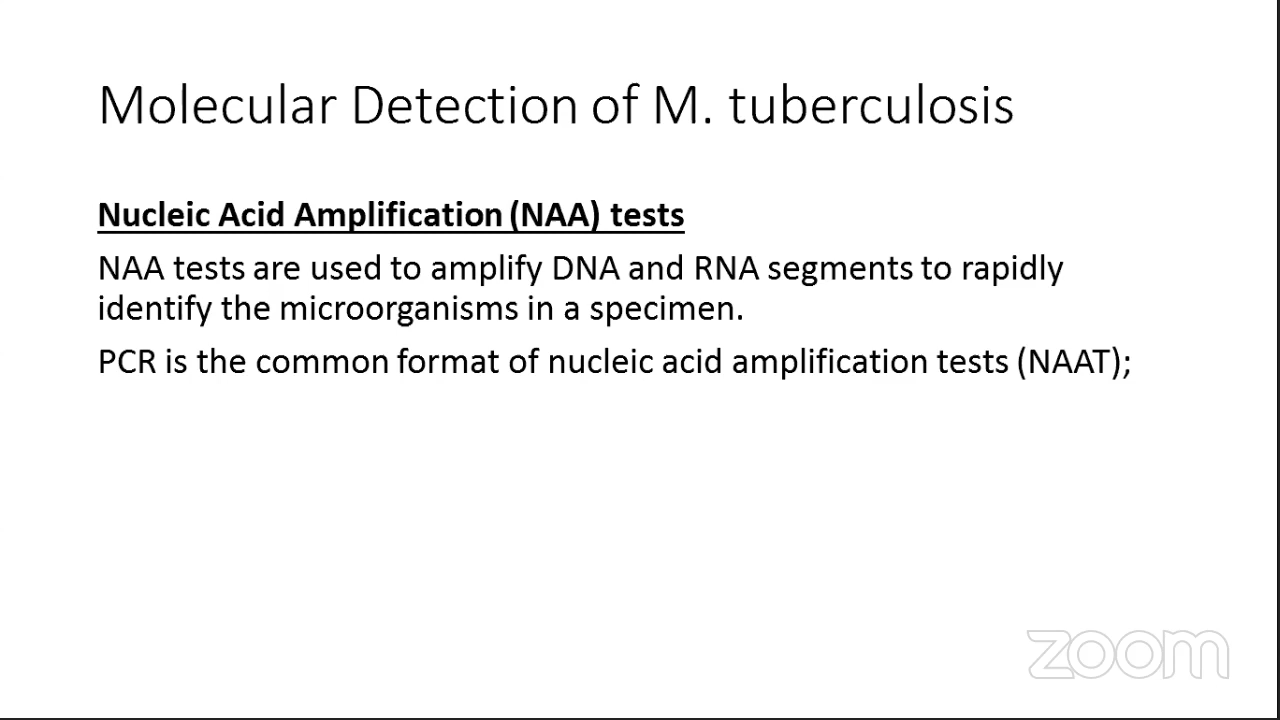 Molecular Detection of M. tuberculosis
Nucleic Acid Amplification (NAA) tests
NAA tests are used to amplify DNA and RNA segments to rapidly
identify the microorganisms in a specimen.
PCR is the common format of nucleic acid amplification tests (NAAT);
zoom